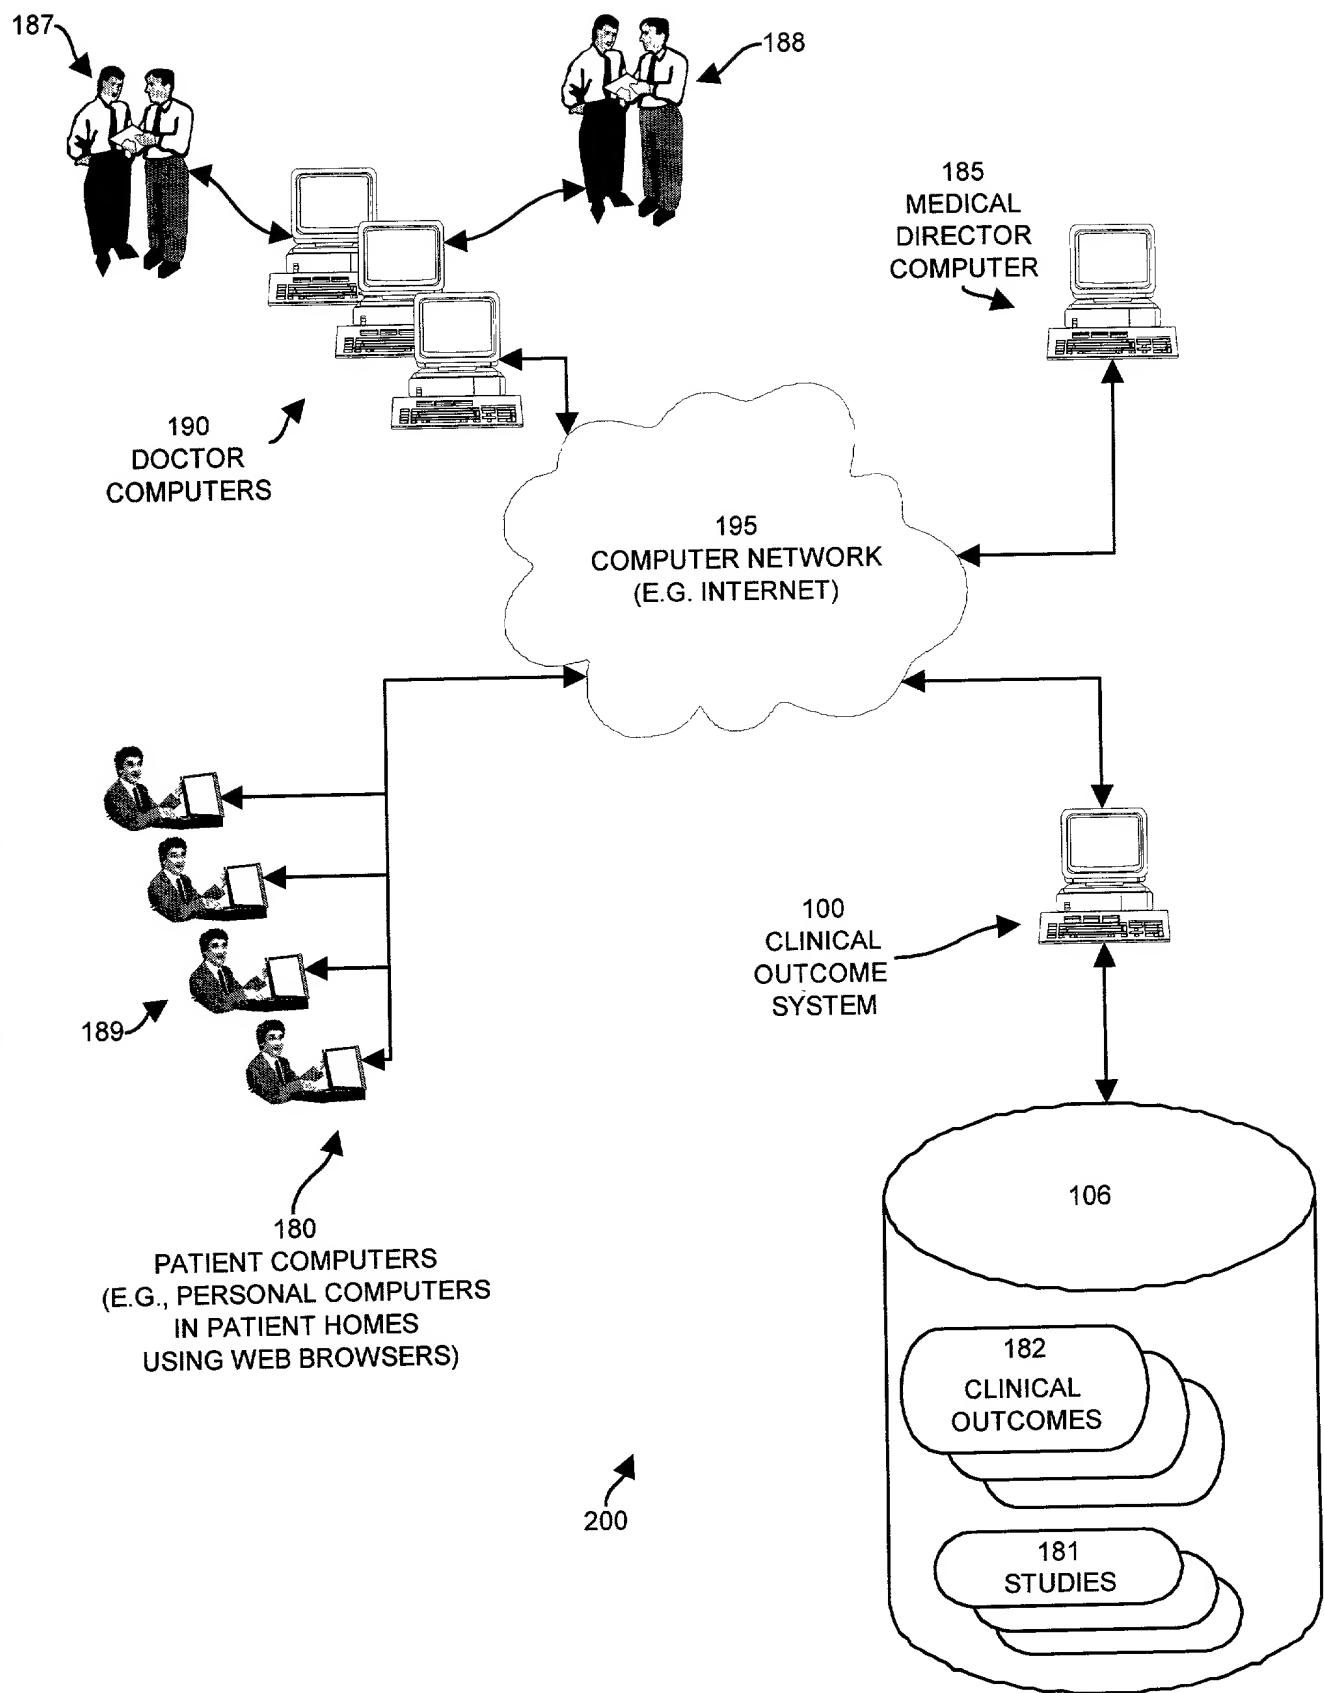 187
188
185
MEDICAL
DIRECTOR
COMPUTER
190
DOCTOR
COMPUTERS
195
COMPUTER NETWORK
(E.G. INTERNET)
100
CLINICAL
OUTCOME
SYSTEM
189
180
PATIENT COMPUTERS
(E.G., PERSONAL COMPUTERS
IN PATIENT HOMES
USING WEB BROWSERS)
106
182
CLINICAL
OUTCOMES
200
181
STUDIES